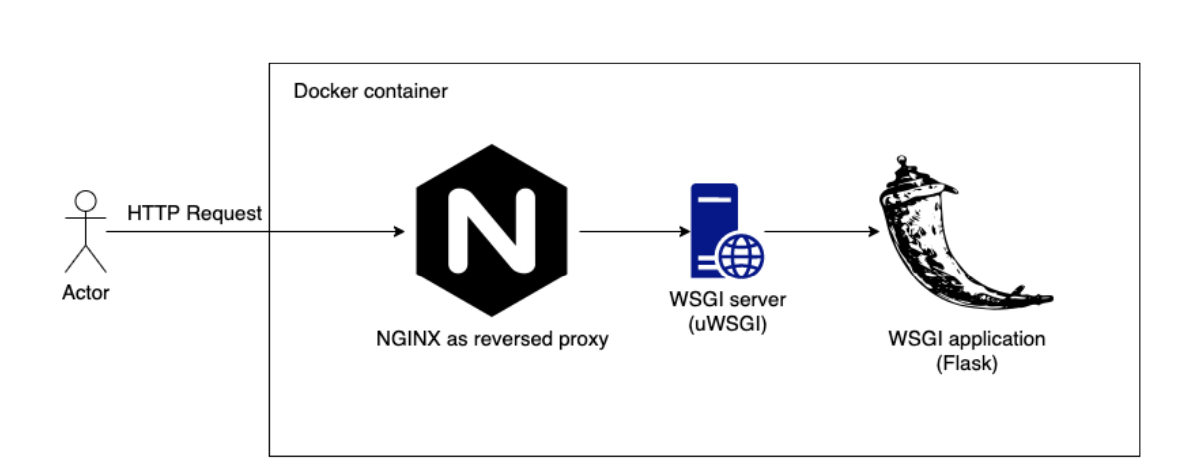 Docker container
HTTP Request
Actor
N
NGINX as reversed proxy
WSGI server
(uWSGI)
WSGI application
(Flask)